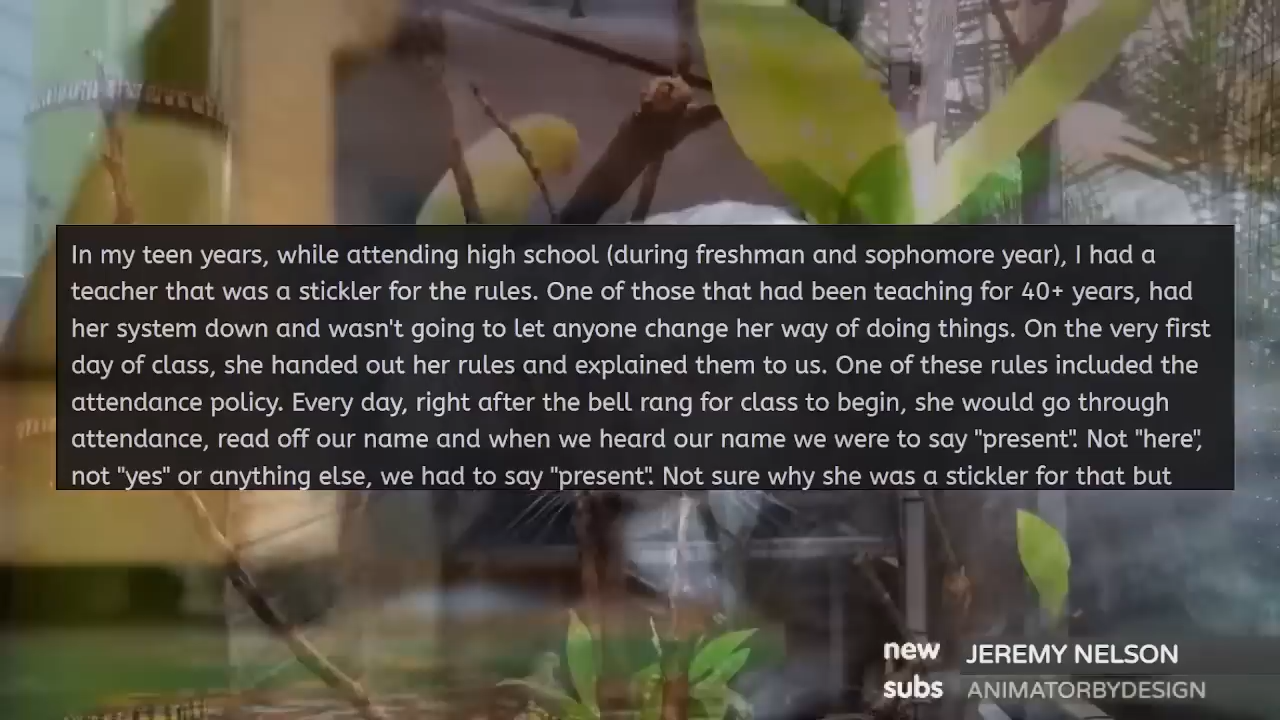 In my teen years, while attending high school (during freshman and sophomore year), I had a
teacher that was a stickler for the rules. One of those that had been teaching for 40+ years, had
her system down and wasn't going to let anyone change her way of doing things. On the very first
day of class, she handed out her rules and explained them to us. One of these rules included the
attendance policy. Every day, right after the bell rang for class to begin, she would go through
attendance, read off our name and when we heard our name we were to say "present". Not "here",
not "yes" or anything else, we had to say "present". Not sure why she was a stickler for that but
new JEREMY NELSON
subs ANIMATORBYDESIGN